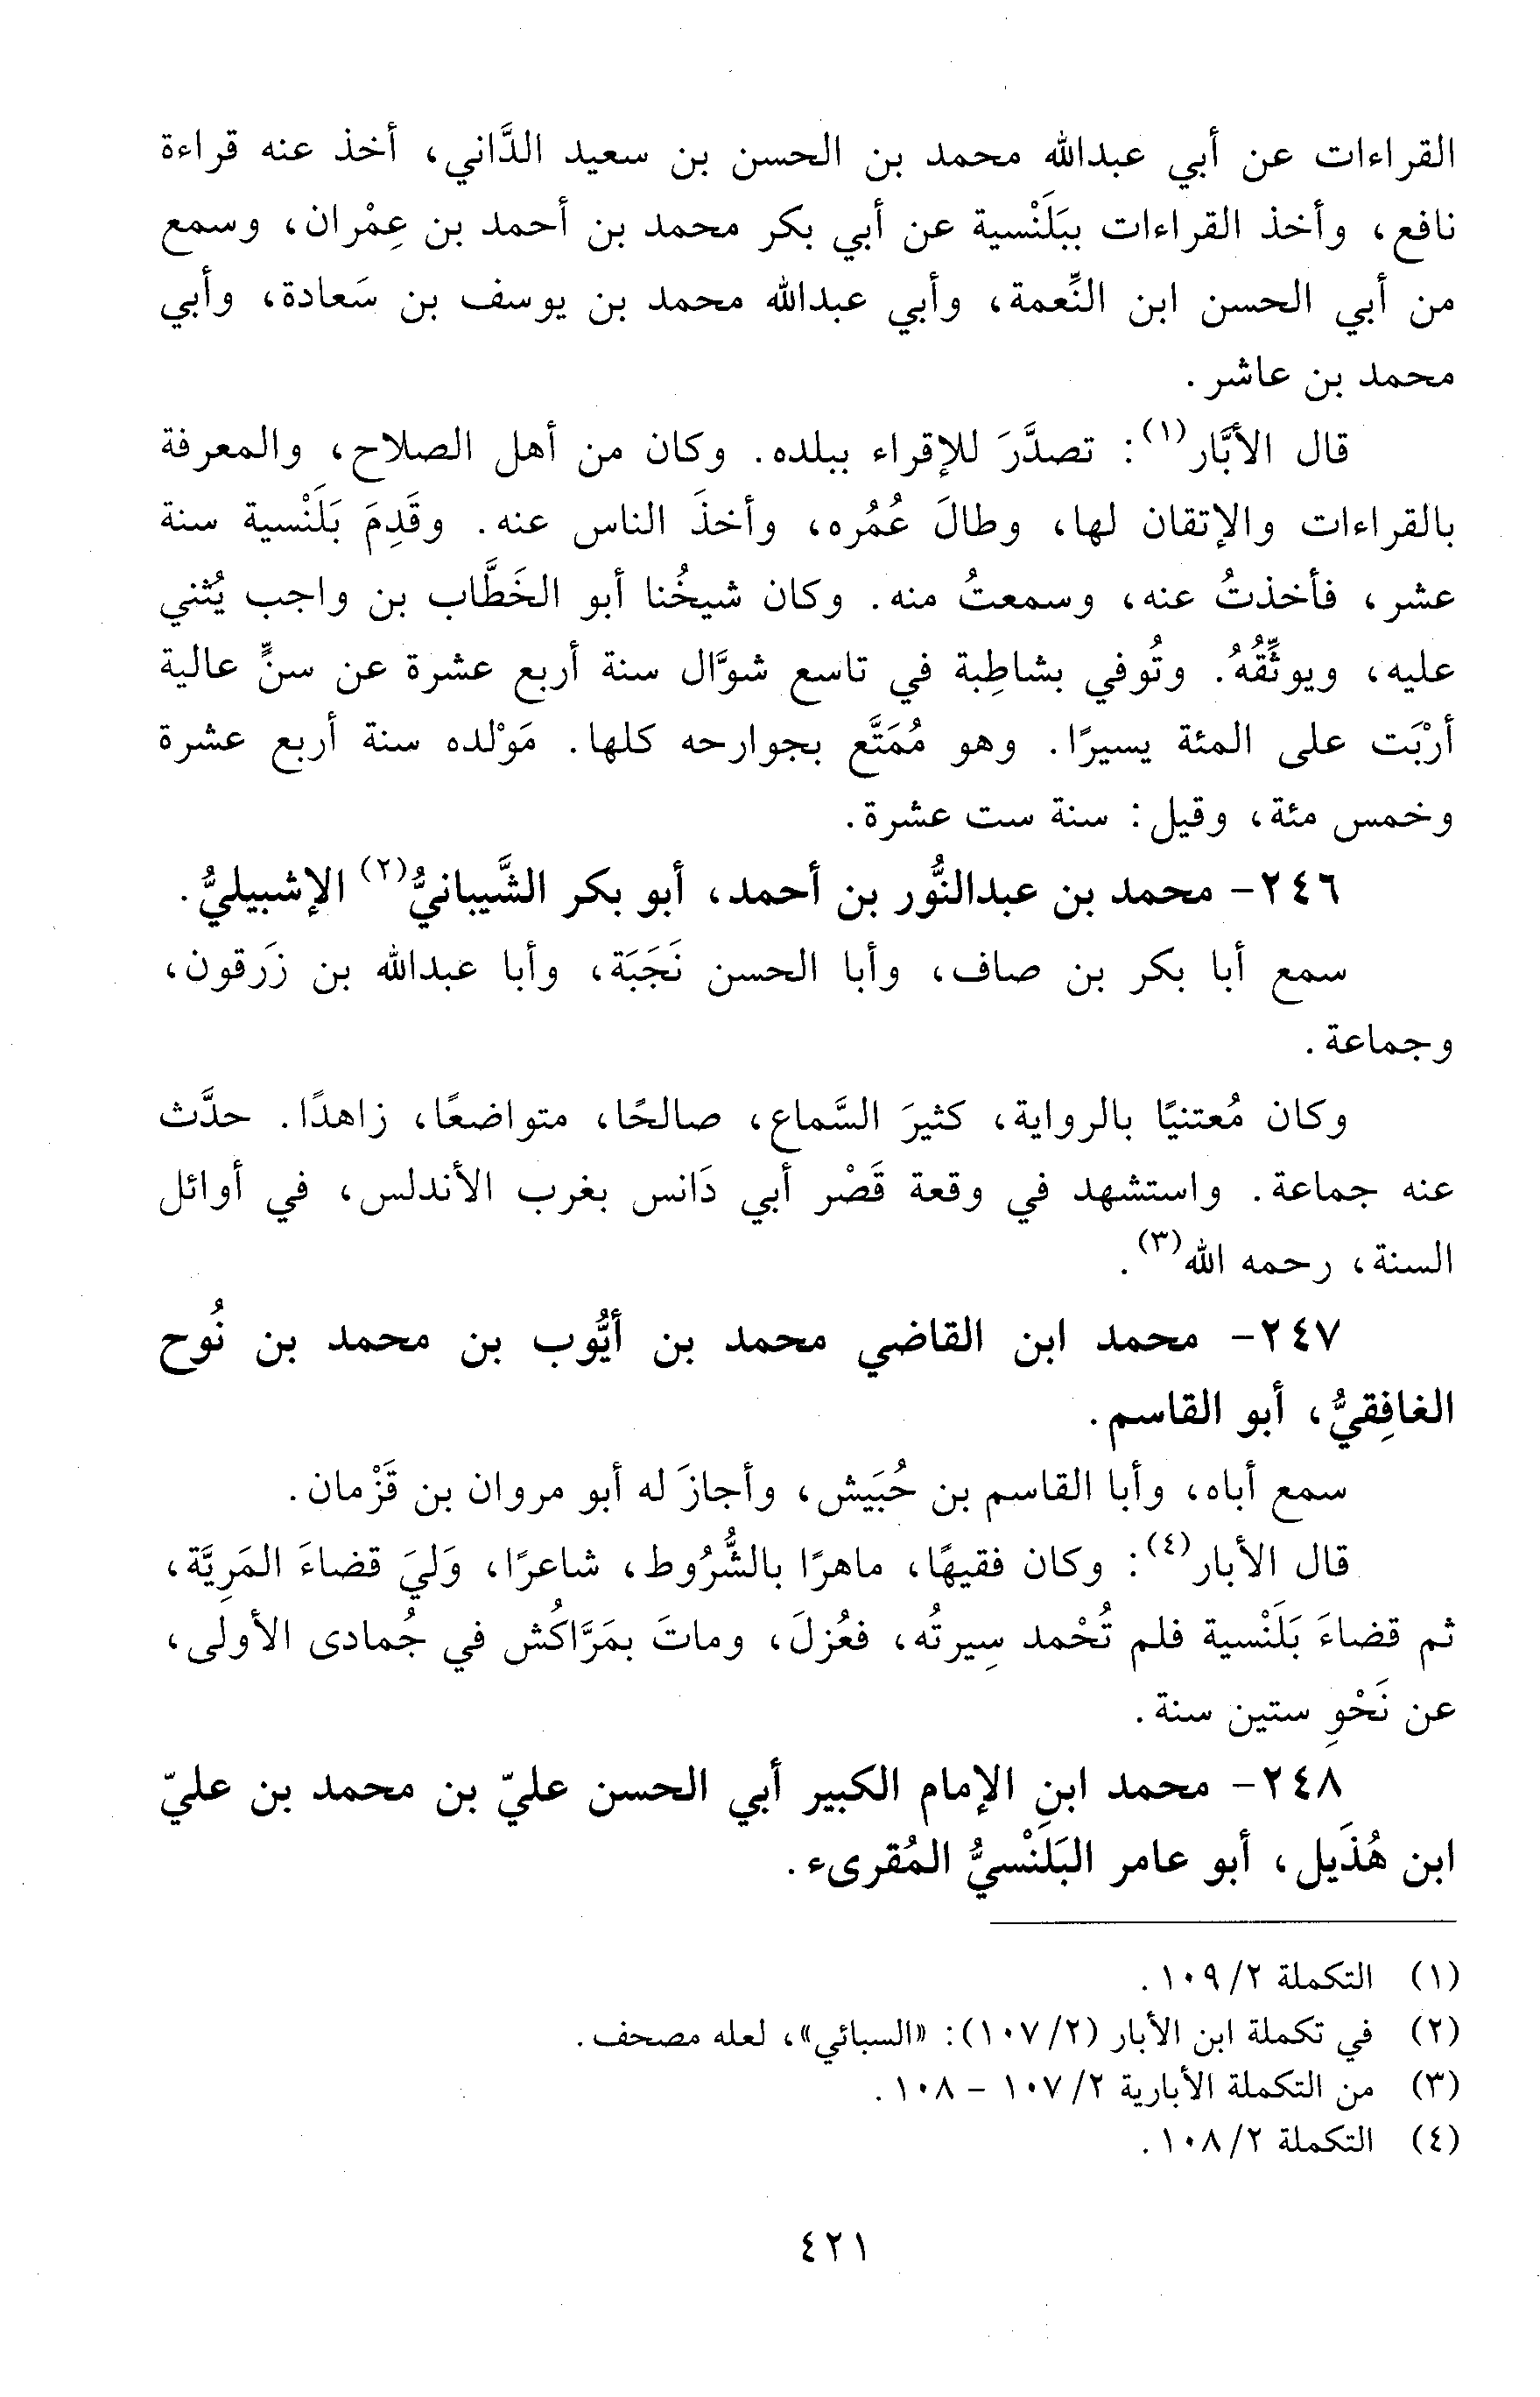 القراءات عن أبي عبدالله محمد بن الحسن بن سعيد الدَّاني، أخذ عنه قراءة
نافع، وأخذ القراءات ببَلَنْسية عن أبي بكر محمد بن أحمد بن عِمْران، وسمع
من أبي الحسن ابن النِّعمة، وأبي عبدالله محمد بن يوسف بن سَعادة، وأبي
محمد بن عاشر.
قال الأبَّار(١): تصدَّرَ للإقراء ببلده. وكان من أهل الصلاح، والمعرفة
بالقراءات والإتقان لها، وطالَ عُمُره، وأخذَ الناس عنه. وقَدِمَ بَلَنْسية سنة
عشر، فأخذتُ عنه، وسمعتُ منه. وكان شيخُنا أبو الخَطَّاب بن واجب يُثني
عليه، ويوثِّقُهُ. وتُوفي بشاطِبة في تاسع شوَّال سنة أربع عشرة عن سنٍّ عالية
أرْبَت على المئة يسيرًا. وهو مُمَتَّع بجوارحه كلها. مَوْلده سنة أربع عشرة
وخمس مئة، وقيل: سنة ست عشرة.
٢٤٦- محمد بن عبدالنُّور بن أحمد، أبو بكر الشَّيبانيُّ(٢) الإشبيليُّ.
سمع أبا بكر بن صاف، وأبا الحسن نَجَبَة، وأبا عبدالله بن زَرقون،
وجماعة.
وكان مُعتنيًا بالرواية، كثيرَ السَّماع، صالحًا، متواضعًا، زاهدًا. حدَّث
عنه جماعة. واستشهد في وقعة قَصْر أبي دَانس بغرب الأندلس، في أوائل
السنة، رحمه الله(٣).
٢٤٧- محمد ابن القاضي محمد بن أيُّوب بن محمد بن نُوح
الغافِقيُّ، أبو القاسم.
سمع أباه، وأبا القاسم بن حُبَيش، وأجازَ له أبو مروان بن قَزْمان.
قال الأبار(٤): وكان فقيهًا، ماهرًا بالشُّرُوط، شاعرًا، وَليَ قضاءَ المَرِيَّة،
ثم قضاءَ بَلَنْسية فلم تُحْمد سِيرتُه، فعُزلَ، وماتَ بمَرَّاكُش في جُمادى الأولى،
عن نَحْوِ ستين سنة.
٢٤٨- محمد ابنِ الإمام الكبير أبي الحسن عليّ بن محمد بن عليّ
ابن هُذَيل، أبو عامر البَلَنْسيُّ المُقرىء.
(١) التكملة ٢/ ١٠٩.
(٢) في تكملة ابن الأبار (٢/ ١٠٧): «السبائي»، لعله مصحف.
(٣) من التكملة الأبارية ٢/ ١٠٧ - ١٠٨.
(٤) التكملة ٢/ ١٠٨.
٤٢١